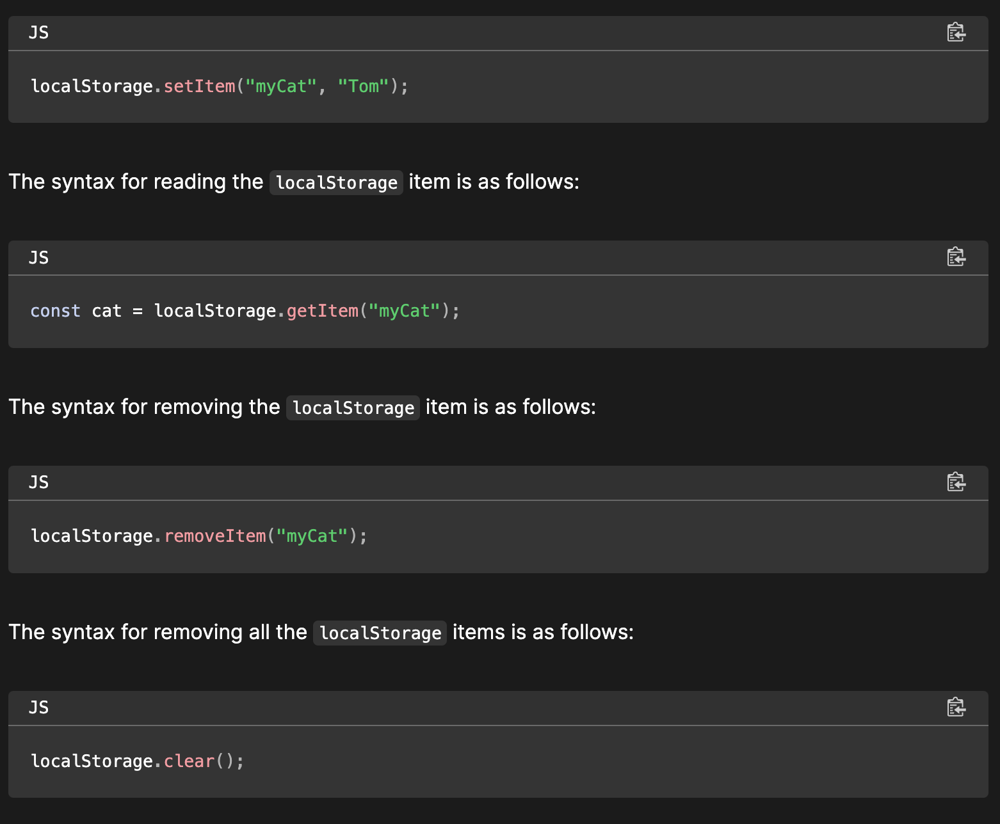 JS
localStorage.setItem("myCat", "Tom");
The syntax for reading the localStorage item is as follows:
JS
const cat = localStorage.getItem("myCat");
The syntax for removing the localStorage item is as follows:
JS
localStorage.removeItem("myCat");
The syntax for removing all the localStorage items is as follows:
JS
localStorage.clear();